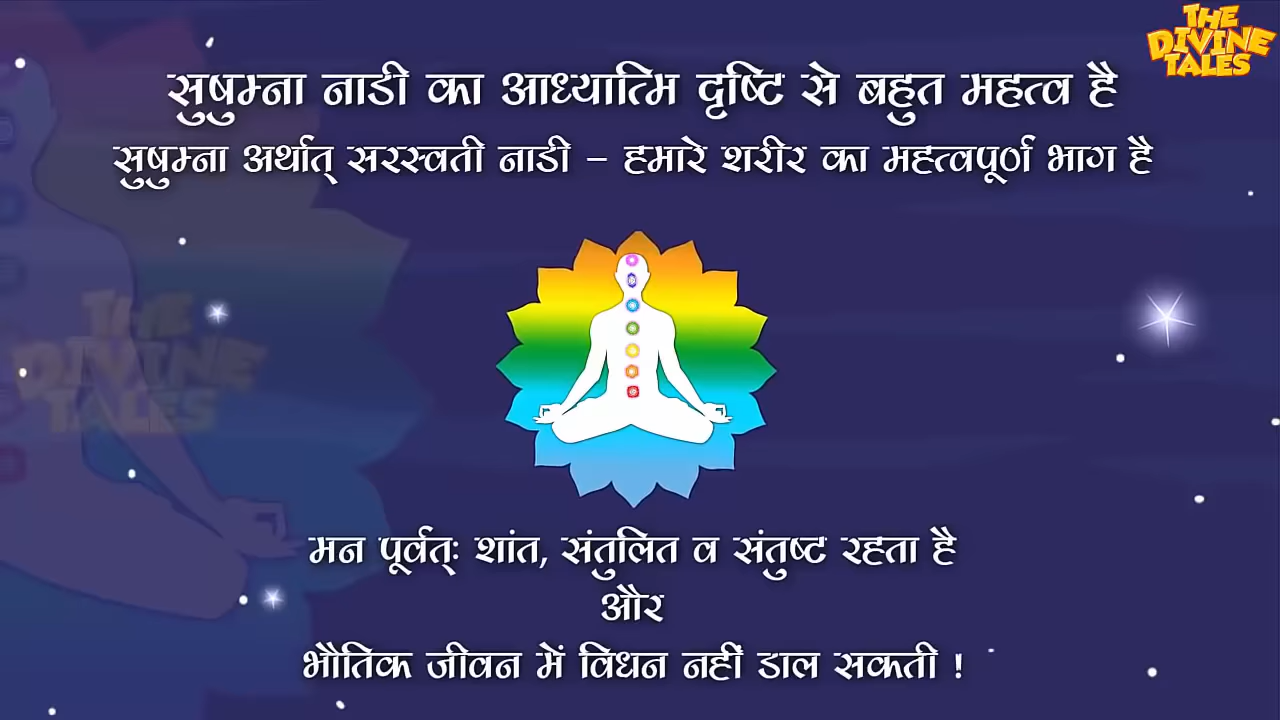 THE
DIVINE
TALES
सुषुम्ना नाडी का आध्यात्मि दृष्टि से बहुत महत्व है
सुषुम्ना अर्थात् सरस्वती नाडी – हमारे शरीर का महत्वपूर्ण भाग है
THE
DIVINE
TALES
मन पूर्वत्ः शांत, संतुलित व संतुष्ट रहता है
और
भौतिक जीवन में विधन नहीं डाल सकती !